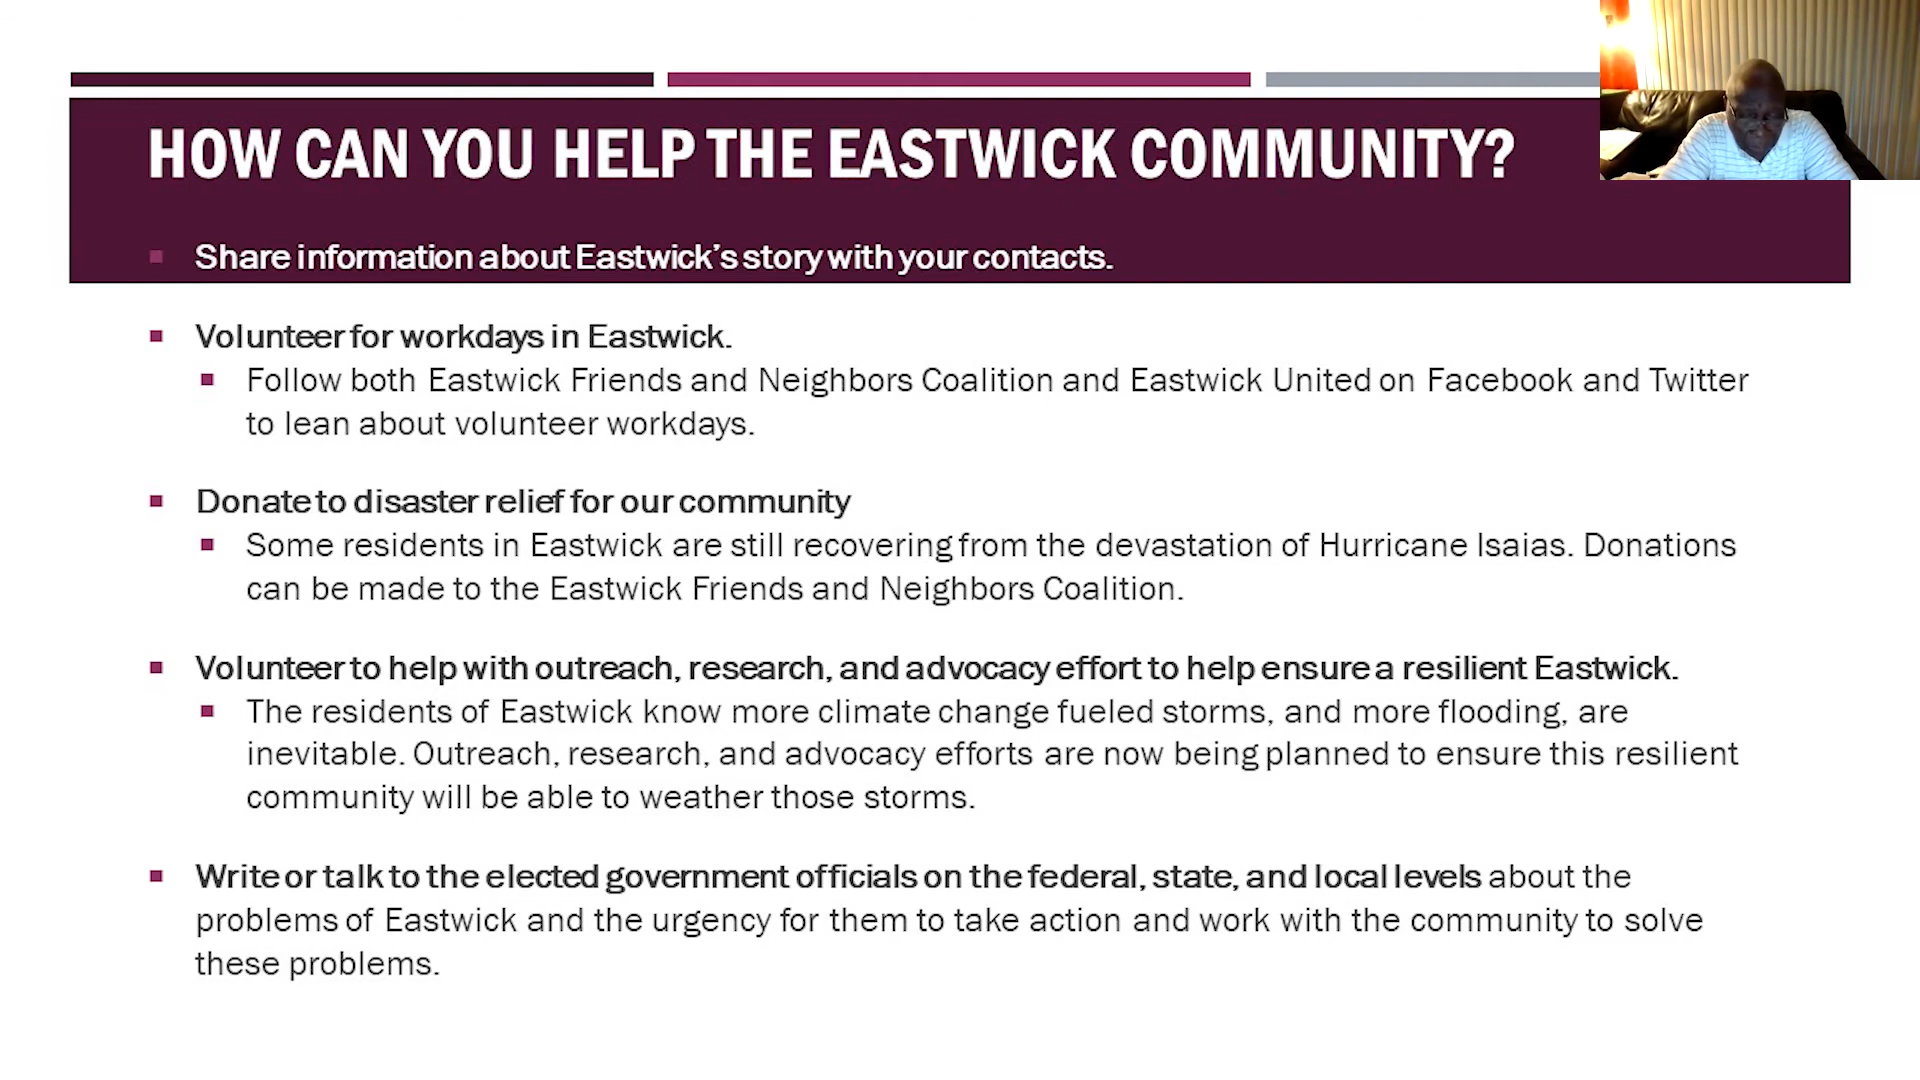 HOW CAN YOU HELP THE EASTWICK COMMUNITY?
Share information about Eastwick’s story with your contacts.
Volunteer for workdays in Eastwick.
Follow both Eastwick Friends and Neighbors Coalition and Eastwick United on Facebook and Twitter
to lean about volunteer workdays.
Donate to disaster relief for our community
Some residents in Eastwick are still recovering from the devastation of Hurricane Isaias. Donations
can be made to the Eastwick Friends and Neighbors Coalition.
Volunteer to help with outreach, research, and advocacy effort to help ensure a resilient Eastwick.
The residents of Eastwick know more climate change fueled storms, and more flooding, are
inevitable. Outreach, research, and advocacy efforts are now being planned to ensure this resilient
community will be able to weather those storms.
Write or talk to the elected government officials on the federal, state, and local levels about the
problems of Eastwick and the urgency for them to take action and work with the community to solve
these problems.